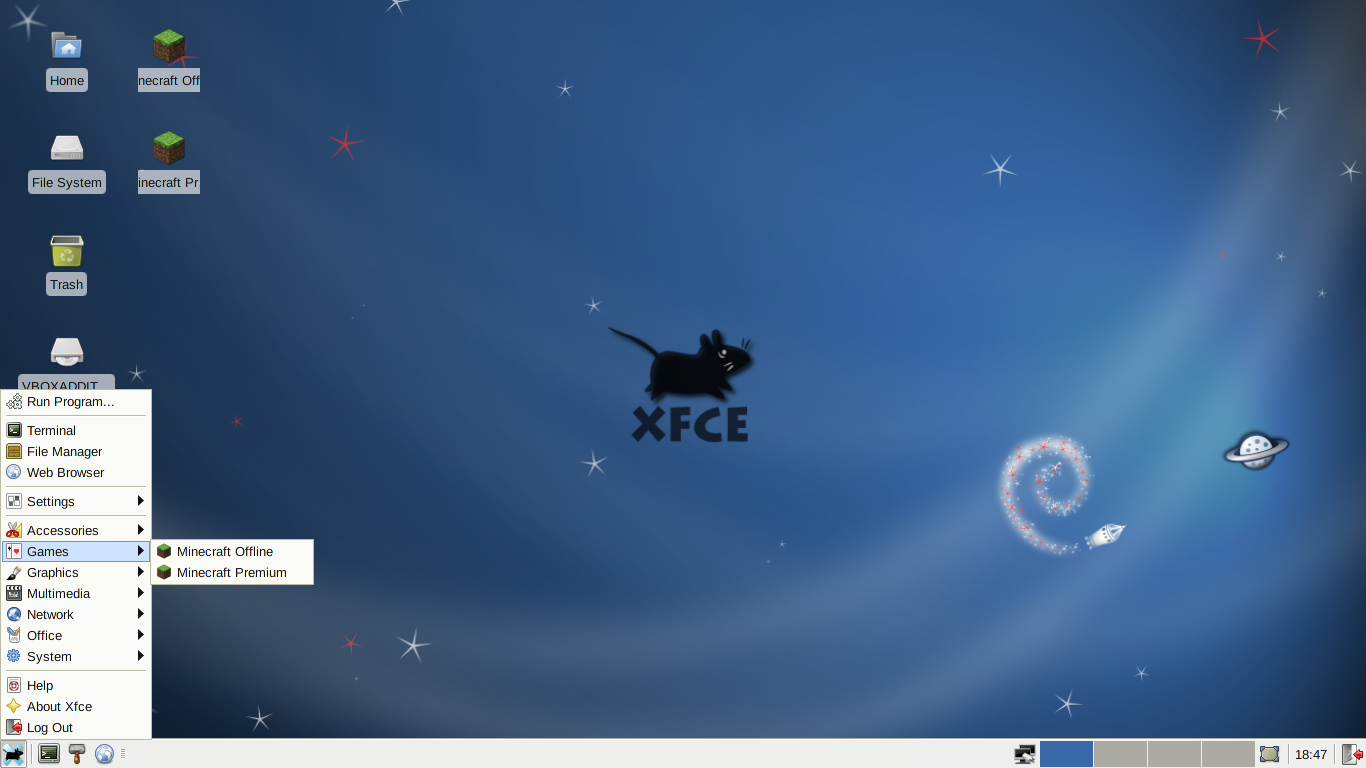 Home
necraft Off
File System
inecraft Pr
Trash
VBOXADDIT...
XFCE
Run Program...
Terminal
File Manager
Web Browser
Settings
Accessories
Games
Minecraft Offline
Minecraft Premium
Graphics
Multimedia
Network
Office
System
Help
About Xfce
Log Out
18:47